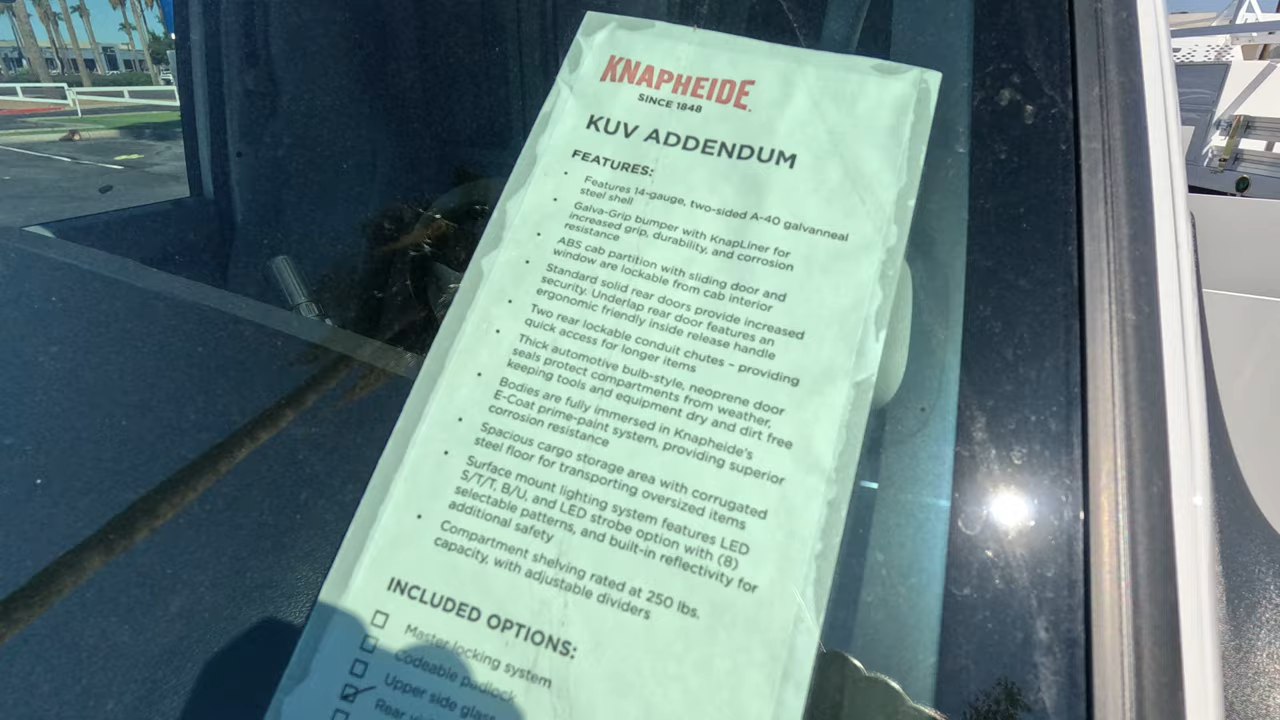 KNAPHEIDE
SINCE 1848
KUV ADDENDUM
FEATURES:
• Features 14-gauge, two-sided A-40 galvanneal
steel shell
• Galva-Grip bumper with KnapLiner for
increased grip, durability, and corrosion
resistance
• ABS cab partition with sliding door and
window are lockable from cab interior
• Standard solid rear doors provide increased
security. Underlap rear door features an
ergonomic friendly inside release handle
• Two rear lockable conduit chutes – providing
quick access for longer items
• Thick automotive bulb-style, neoprene door
seals protect compartments from weather,
keeping tools and equipment dry and dirt free
• Bodies are fully immersed in Knapheide's
E-Coat prime-paint system, providing superior
corrosion resistance
• Spacious cargo storage area with corrugated
steel floor for transporting oversized items
• Surface mount lighting system features LED
S/T/T, B/U, and LED strobe option with (8)
selectable patterns, and built-in reflectivity for
additional safety
• Compartment shelving rated at 250 lbs.
capacity, with adjustable dividers
INCLUDED OPTIONS:
Master locking system
Codeable padlock
Upper side glass
Rear